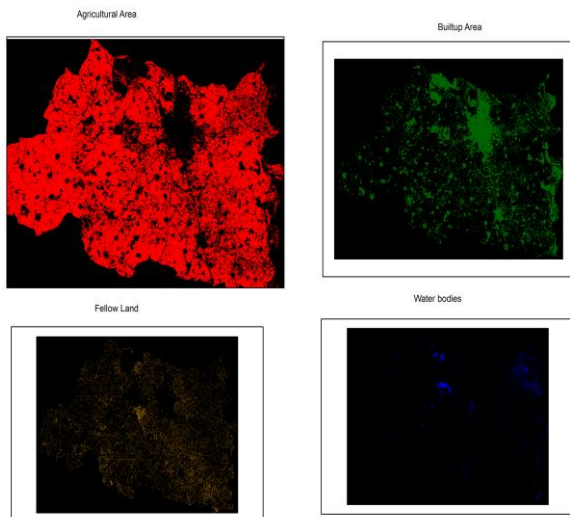 Agricultural Area
Builtup Area
Fellow Land
Water bodies